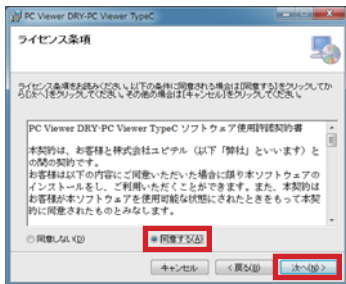 PC Viewer DRY-PC Viewer TypeC
ライセンス条項
ライセンス条項をお読みください。以下の条件に同意される場合は[同意する]をクリックしてか
ら[次へ]をクリックしてください。その他の場合は[キャンセル]をクリックしてください。
PC Viewer DRY-PC Viewer TypeC ソフトウェア使用許諾契約書
本契約は、お客様と株式会社ユピテル（以下「弊社」といいます）と
の間の契約です。
お客様は以下の内容にご同意いただいた場合に限り本ソフトウェアの
インストールをし、ご利用いただくことができます。また、本契約は
お客様が本ソフトウェアを使用可能な状態にされたときをもって本契
約に同意されたものとみなします。
同意しない(D)
同意する(A)
キャンセル
< 戻る(B)
次へ(N) >